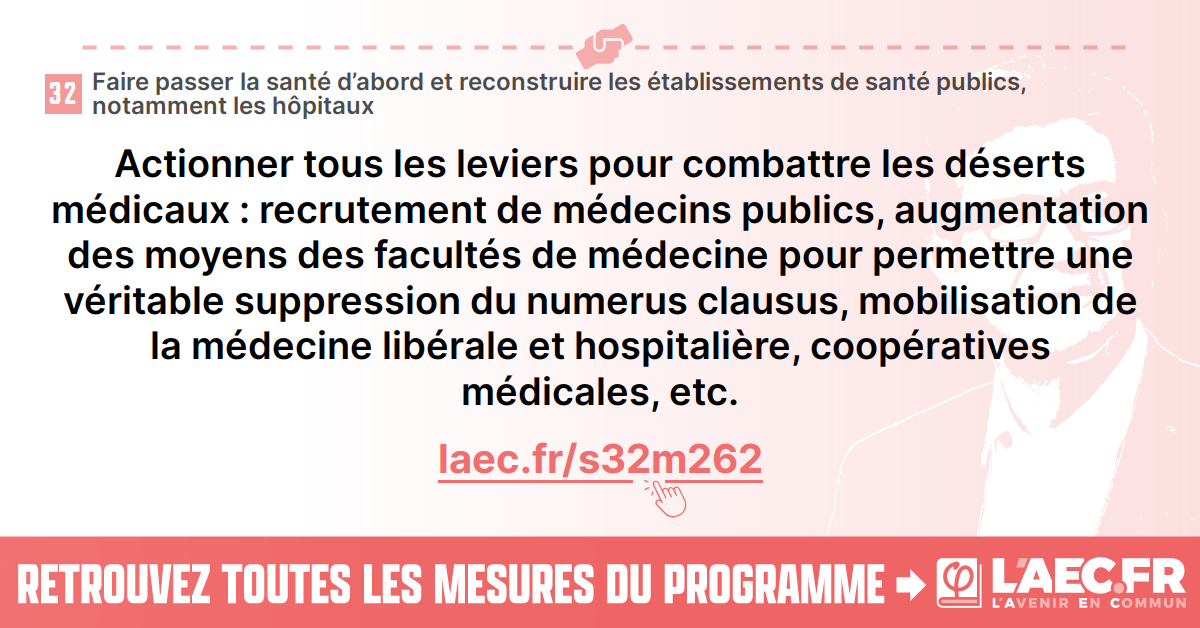 32
Faire passer la santé d’abord et reconstruire les établissements de santé publics,
notamment les hôpitaux
Actionner tous les leviers pour combattre les déserts
médicaux : recrutement de médecins publics, augmentation
des moyens des facultés de médecine pour permettre une
véritable suppression du numerus clausus, mobilisation de
la médecine libérale et hospitalière, coopératives
médicales, etc.
laec.fr/s32m262
RETROUVEZ TOUTES LES MESURES DU PROGRAMME
L'AEC.FR
L'AVENIR EN COMMUN